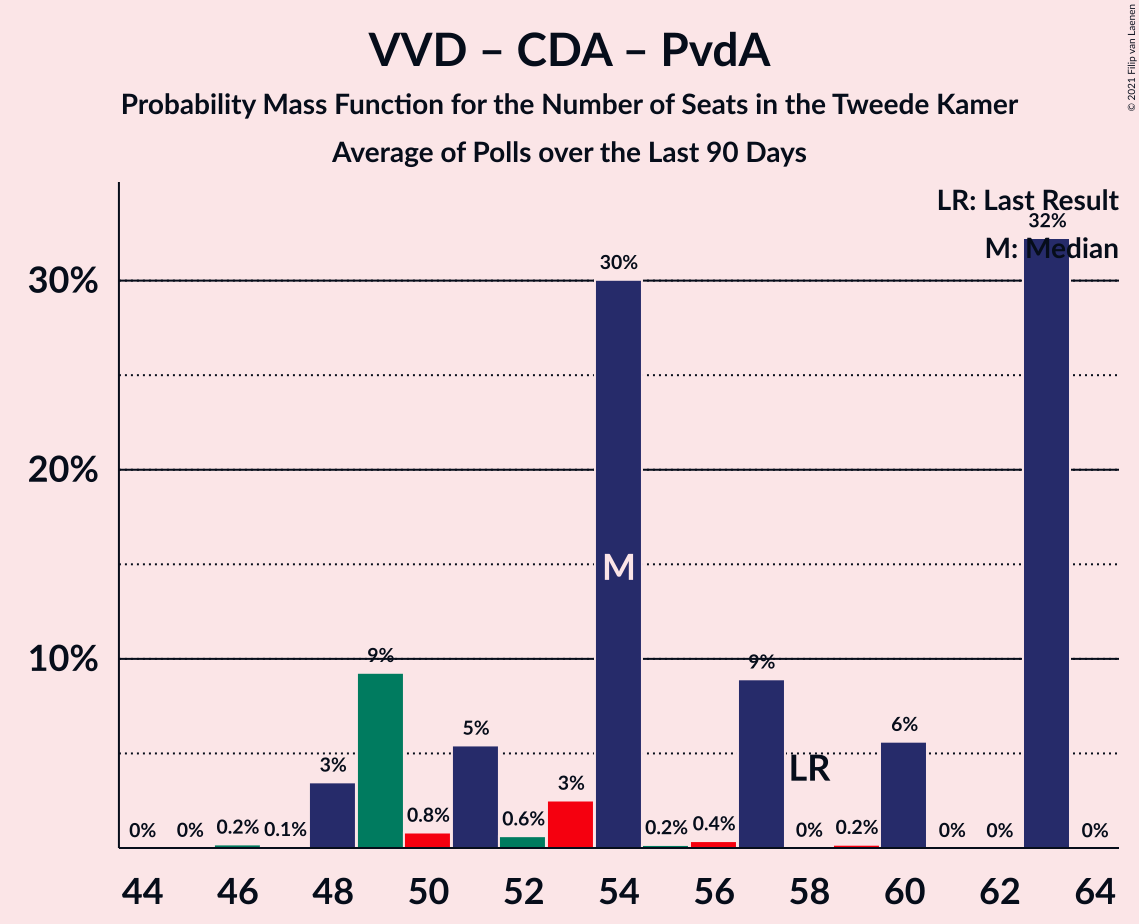 VVD – CDA – PvdA
Probability Mass Function for the Number of Seats in the Tweede Kamer
Average of Polls over the Last 90 Days
© 2021 Filip van Laenen
LR: Last Result
M: Median
30%
20%
10%
0%
0%
0.2%
0.1%
3%
9%
0.8%
5%
0.6%
3%
30%
0.2%
0.4%
9%
0%
0.2%
6%
0%
0%
32%
0%
M
LR
44 46 48 50 52 54 56 58 60 62 64